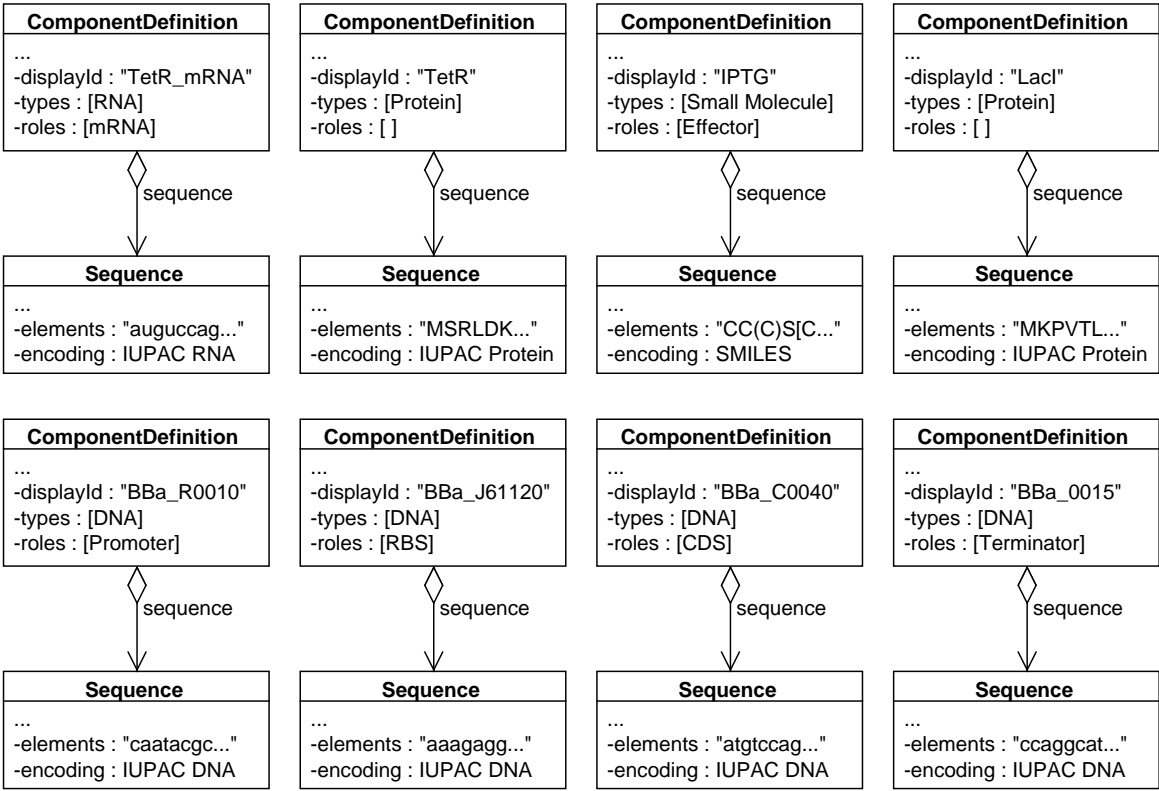 ComponentDefinition
...
-displayId : "TetR_mRNA"
-types : [RNA]
-roles : [mRNA]
sequence
Sequence
...
-elements : "auguccag..."
-encoding : IUPAC RNA
ComponentDefinition
...
-displayId : "TetR"
-types : [Protein]
-roles : [ ]
sequence
Sequence
...
-elements : "MSRLDK..."
-encoding : IUPAC Protein
ComponentDefinition
...
-displayId : "IPTG"
-types : [Small Molecule]
-roles : [Effector]
sequence
Sequence
...
-elements : "CC(C)S[C..."
-encoding : SMILES
ComponentDefinition
...
-displayId : "LacI"
-types : [Protein]
-roles : [ ]
sequence
Sequence
...
-elements : "MKPVTL..."
-encoding : IUPAC Protein
ComponentDefinition
...
-displayId : "BBa_R0010"
-types : [DNA]
-roles : [Promoter]
sequence
Sequence
...
-elements : "caatacgc..."
-encoding : IUPAC DNA
ComponentDefinition
...
-displayId : "BBa_J61120"
-types : [DNA]
-roles : [RBS]
sequence
Sequence
...
-elements : "aaagagg..."
-encoding : IUPAC DNA
ComponentDefinition
...
-displayId : "BBa_C0040"
-types : [DNA]
-roles : [CDS]
sequence
Sequence
...
-elements : "atgtccag..."
-encoding : IUPAC DNA
ComponentDefinition
...
-displayId : "BBa_0015"
-types : [DNA]
-roles : [Terminator]
sequence
Sequence
...
-elements : "ccaggcat..."
-encoding : IUPAC DNA